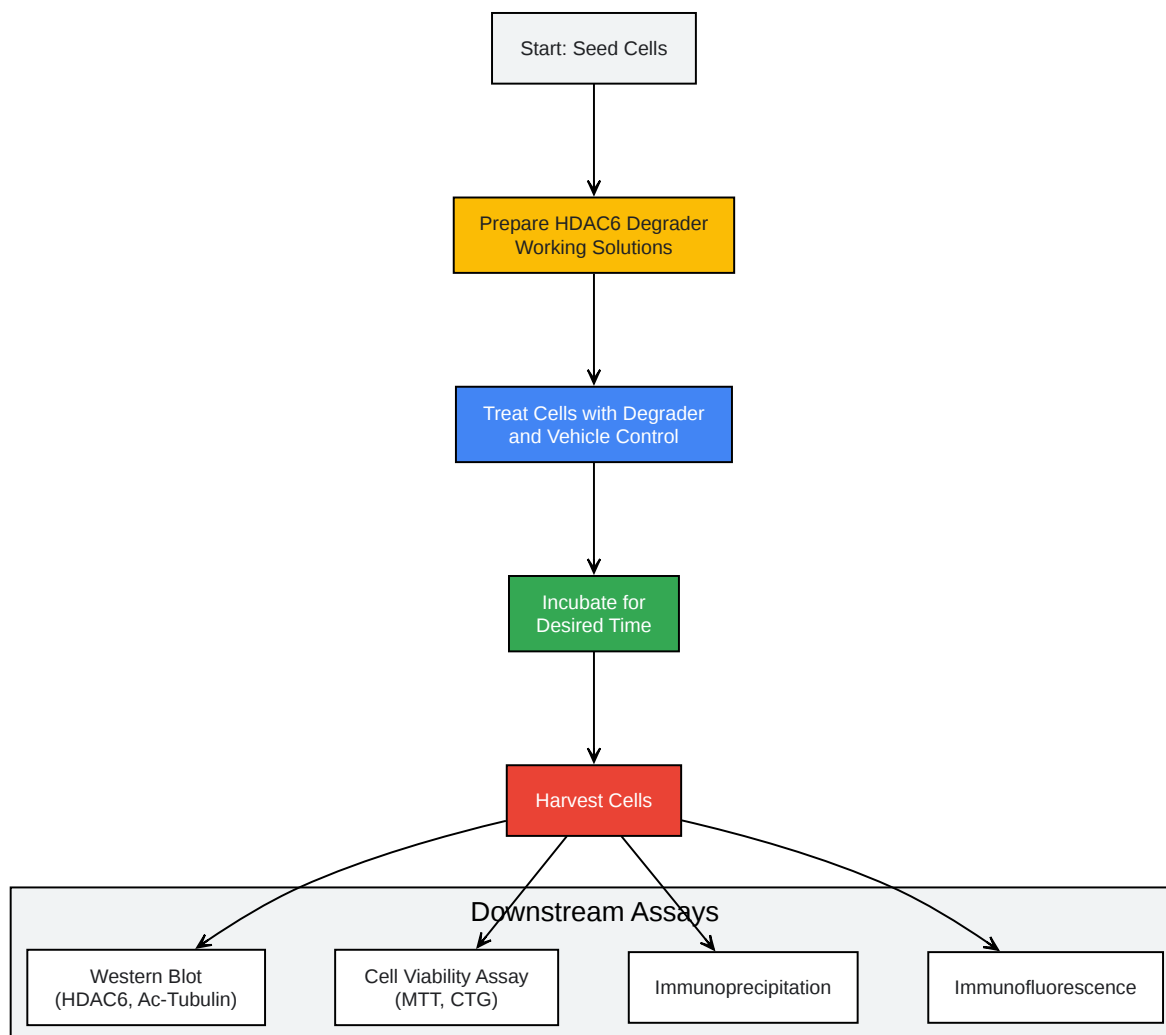 Start: Seed Cells
Prepare HDAC6 Degrader
Working Solutions
Treat Cells with Degrader
and Vehicle Control
Incubate for
Desired Time
Harvest Cells
Downstream Assays
Western Blot
(HDAC6, Ac-Tubulin)
Cell Viability Assay
(MTT, CTG)
Immunoprecipitation
Immunofluorescence